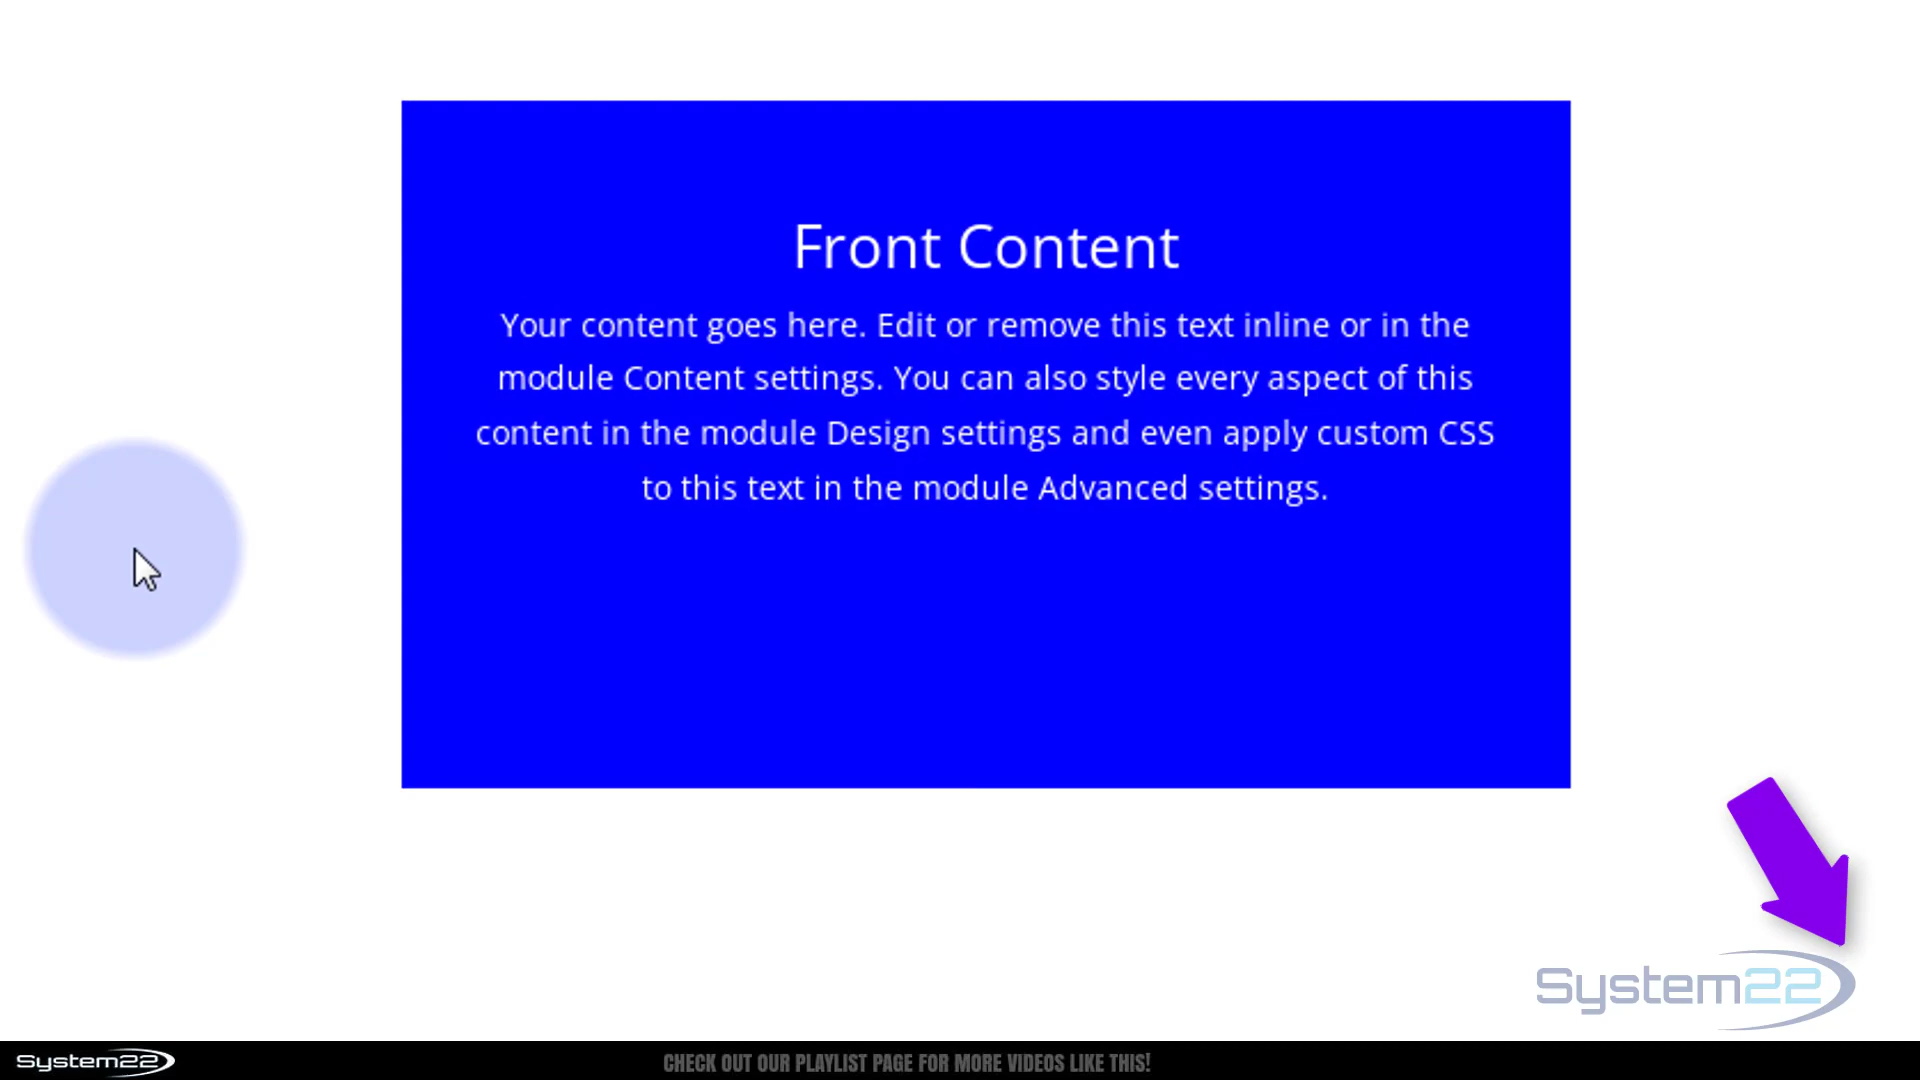 Front Content
Your content goes here. Edit or remove this text inline or in the
module Content settings. You can also style every aspect of this
content in the module Design settings and even apply custom CSS
to this text in the module Advanced settings.
System22
System22
CHECK OUT OUR PLAYLIST PAGE FOR MORE VIDEOS LIKE THIS!